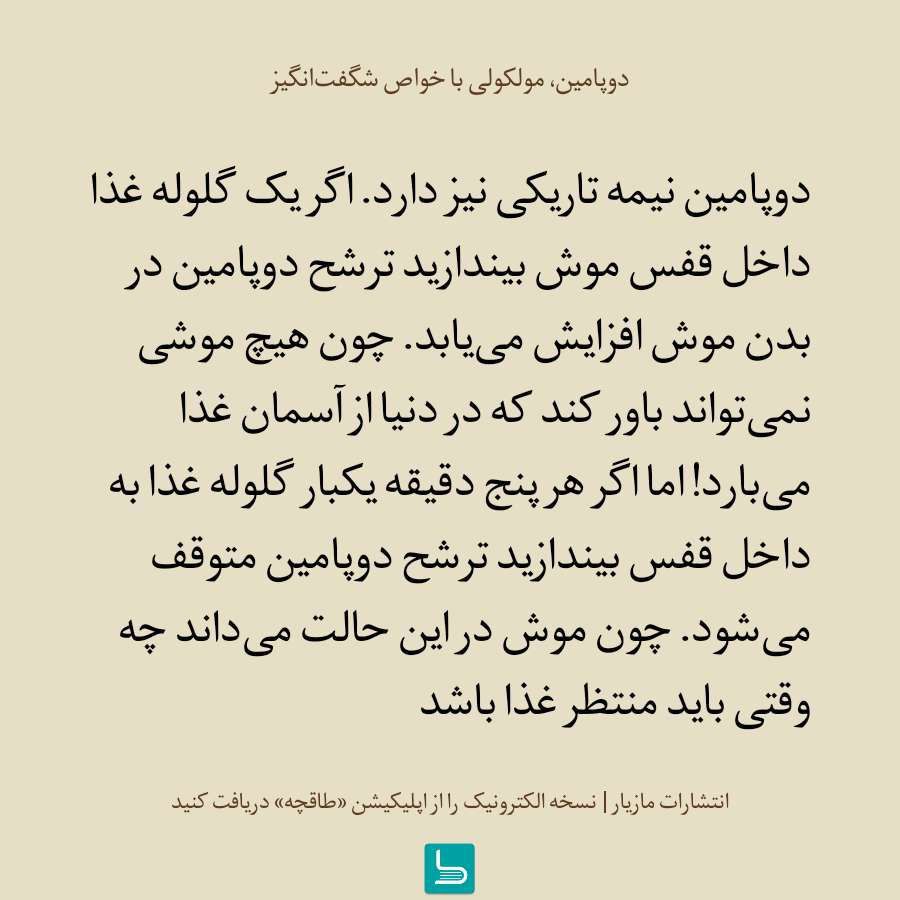 دوپامین، مولکولی با خواص شگفت‌انگیز
دوپامین نیمه تاریکی نیز دارد. اگر یک گلوله غذا
داخل قفس موش بیندازید ترشح دوپامین در
بدن موش افزایش می‌یابد. چون هیچ موشی
نمی‌تواند باور کند که در دنیا از آسمان غذا
می‌بارد! اما اگر هر پنج دقیقه یکبار گلوله غذا به
داخل قفس بیندازید ترشح دوپامین متوقف
می‌شود. چون موش در این حالت می‌داند چه
وقتی باید منتظر غذا باشد
انتشارات مازیار | نسخه الکترونیک را از اپلیکیشن «طاقچه» دریافت کنید